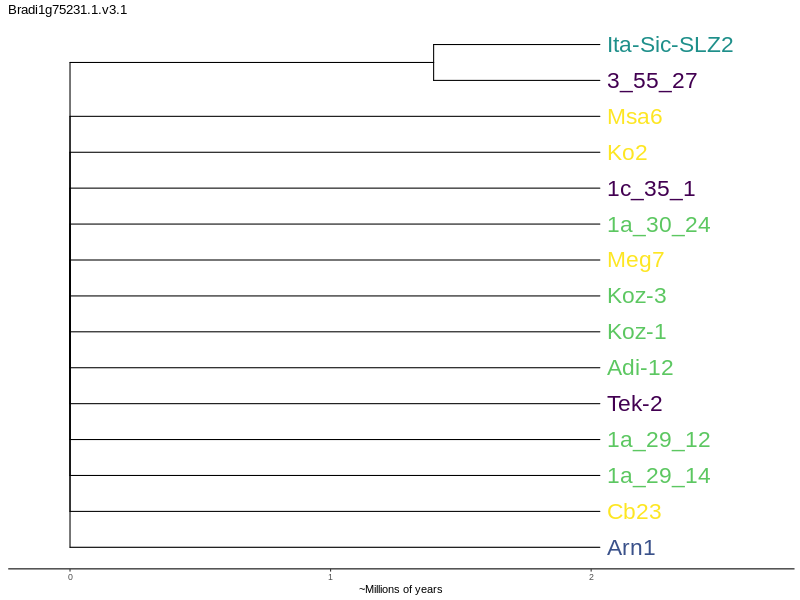 Bradi1g75231.1.v3.1
Ita-Sic-SLZ2
3_55_27
Msa6
Ko2
1c_35_1
1a_30_24
Meg7
Koz-3
Koz-1
Adi-12
Tek-2
1a_29_12
1a_29_14
Cb23
Arn1
0 1 2
~Millions of years